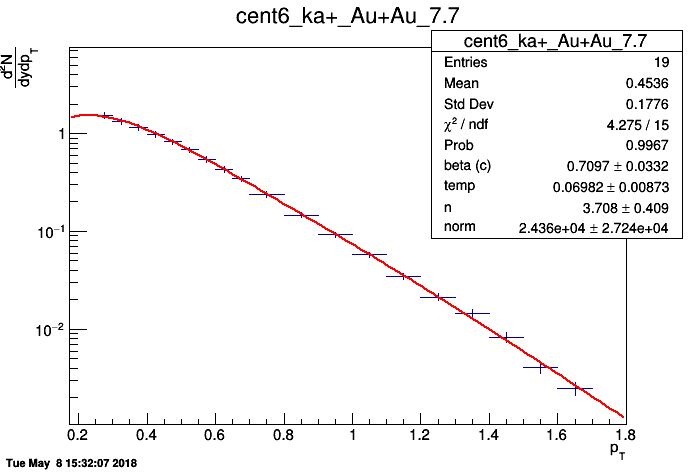 cent6_ka+_Au+Au_7.7
d²N
dydp_T
cent6_ka+_Au+Au_7.7
Entries 19
Mean 0.4536
Std Dev 0.1776
χ² / ndf 4.275 / 15
Prob 0.9967
beta (c) 0.7097 ± 0.0332
temp 0.06982 ± 0.00873
n 3.708 ± 0.409
norm 2.436e+04 ± 2.724e+04
1
10⁻¹
10⁻²
0.2 0.4 0.6 0.8 1 1.2 1.4 1.6 1.8
p_T
Tue May 8 15:32:07 2018